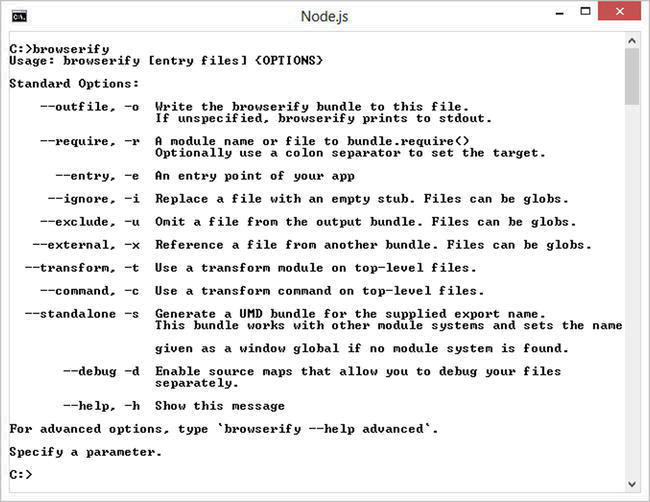 Node.js
C:\.
C:>browserify
Usage: browserify [entry files] {OPTIONS}
Standard Options:
--outfile, -o  Write the browserify bundle to this file.
If unspecified, browserify prints to stdout.
--require, -r  A module name or file to bundle.require()
Optionally use a colon separator to set the target.
--entry, -e  An entry point of your app
--ignore, -i  Replace a file with an empty stub. Files can be globs.
--exclude, -u  Omit a file from the output bundle. Files can be globs.
--external, -x  Reference a file from another bundle. Files can be globs.
--transform, -t  Use a transform module on top-level files.
--command, -c  Use a transform command on top-level files.
--standalone -s  Generate a UMD bundle for the supplied export name.
This bundle works with other module systems and sets the name
given as a window global if no module system is found.
--debug -d  Enable source maps that allow you to debug your files
separately.
--help, -h  Show this message
For advanced options, type `browserify --help advanced`.
Specify a parameter.
C:>